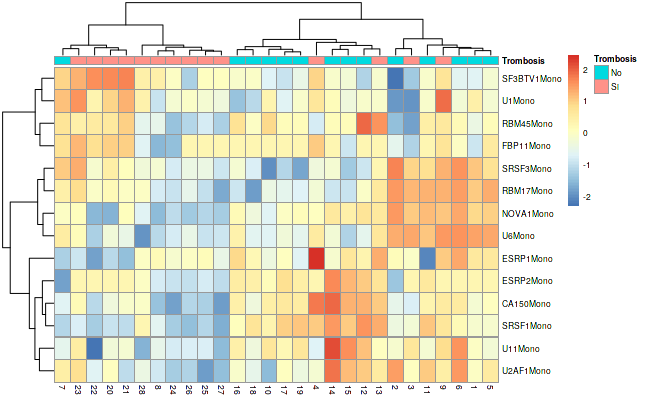 Trombosis
SF3BTV1Mono
U1Mono
RBM45Mono
FBP11Mono
SRSF3Mono
RBM17Mono
NOVA1Mono
U6Mono
ESRP1Mono
ESRP2Mono
CA150Mono
SRSF1Mono
U11Mono
U2AF1Mono
7 23 22 20 21 28 8 24 26 25 27 16 18 10 17 19 4 14 15 12 13 2 3 11 9 6 1 5
2
1
0
-1
-2
Trombosis
No
SI